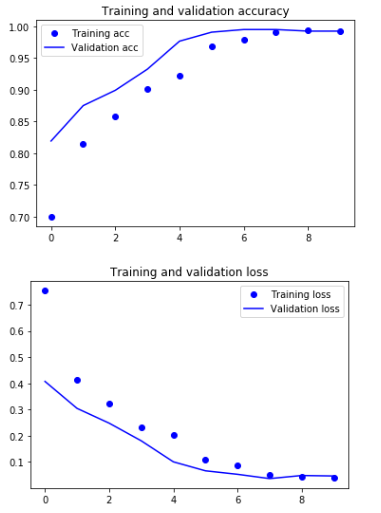 Training and validation accuracy
1.00
0.95
0.90
0.85
0.80
0.75
0.70
Training acc
Validation acc
0 2 4 6 8
Training and validation loss
0.7
0.6
0.5
0.4
0.3
0.2
0.1
Training loss
Validation loss
0 2 4 6 8